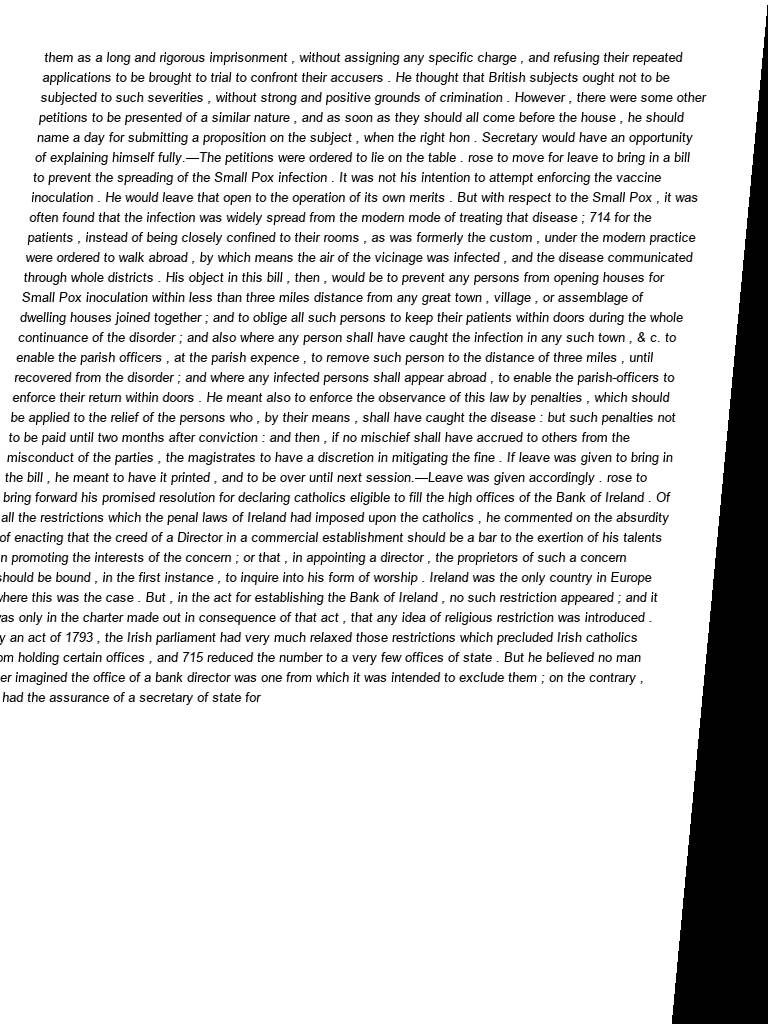 them as a long and rigorous imprisonment , without assigning any specific charge , and refusing their repeated
applications to be brought to trial to confront their accusers . He thought that British subjects ought not to be
subjected to such severities , without strong and positive grounds of crimination . However , there were some other
petitions to be presented of a similar nature , and as soon as they should all come before the house , he should
name a day for submitting a proposition on the subject , when the right hon . Secretary would have an opportunity
of explaining himself fully.—The petitions were ordered to lie on the table . rose to move for leave to bring in a bill
to prevent the spreading of the Small Pox infection . It was not his intention to attempt enforcing the vaccine
inoculation . He would leave that open to the operation of its own merits . But with respect to the Small Pox , it was
often found that the infection was widely spread from the modern mode of treating that disease ; 714 for the
patients , instead of being closely confined to their rooms , as was formerly the custom , under the modern practice
were ordered to walk abroad , by which means the air of the vicinage was infected , and the disease communicated
through whole districts . His object in this bill , then , would be to prevent any persons from opening houses for
Small Pox inoculation within less than three miles distance from any great town , village , or assemblage of
dwelling houses joined together ; and to oblige all such persons to keep their patients within doors during the whole
continuance of the disorder ; and also where any person shall have caught the infection in any such town , & c. to
enable the parish officers , at the parish expence , to remove such person to the distance of three miles , until
recovered from the disorder ; and where any infected persons shall appear abroad , to enable the parish-officers to
enforce their return within doors . He meant also to enforce the observance of this law by penalties , which should
be applied to the relief of the persons who , by their means , shall have caught the disease : but such penalties not
to be paid until two months after conviction : and then , if no mischief shall have accrued to others from the
misconduct of the parties , the magistrates to have a discretion in mitigating the fine . If leave was given to bring in
the bill , he meant to have it printed , and to be over until next session.—Leave was given accordingly . rose to
bring forward his promised resolution for declaring catholics eligible to fill the high offices of the Bank of Ireland . Of
all the restrictions which the penal laws of Ireland had imposed upon the catholics , he commented on the absurdity
of enacting that the creed of a Director in a commercial establishment should be a bar to the exertion of his talents
n promoting the interests of the concern ; or that , in appointing a director , the proprietors of such a concern
should be bound , in the first instance , to inquire into his form of worship . Ireland was the only country in Europe
where this was the case . But , in the act for establishing the Bank of Ireland , no such restriction appeared ; and it
was only in the charter made out in consequence of that act , that any idea of religious restriction was introduced .
y an act of 1793 , the Irish parliament had very much relaxed those restrictions which precluded Irish catholics
om holding certain offices , and 715 reduced the number to a very few offices of state . But he believed no man
er imagined the office of a bank director was one from which it was intended to exclude them ; on the contrary ,
had the assurance of a secretary of state for